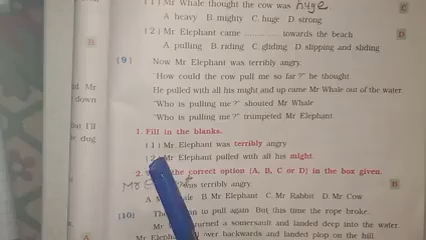 (1) Mr Whale thought the cow was huge C
A heavy B. mighty C. huge D. strong
(2) Mr Elephant came ............ towards the beach D
A. pulling B. riding C. gliding D. slipping and sliding
B
(9) Now Mr Elephant was terribly angry.
"How could the cow pull me so far?" he thought.
He pulled with all his might and up came Mr Whale out of the water
"Who is pulling me?" shouted Mr Whale
"Who is pulling me?" trumpeted Mr Elephant
1. Fill in the blanks.
(1) Mr Elephant was terribly angry
(2) Mr Elephant pulled with all his might.
2. the correct option (A, B, C or D) in the box given.
was terribly angry B
A B Mr Elephant C. Mr Rabbit D. Mr Cow
(10) to pull again But this time the rope broke.
a somersault and landed deep into the water
Mr over backwards and landed plop on the hill.
Mr
down
but I'll
A